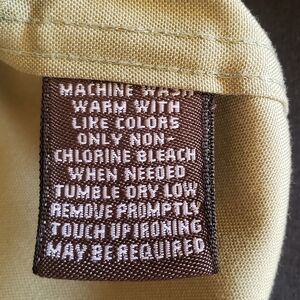 MACHINE WASH
WARM WITH
LIKE COLORS
ONLY NON-
CHLORINE BLEACH
WHEN NEEDED
TUMBLE DRY LOW
REMOVE PROMPTLY
TOUCH UP IRONING
MAY BE REQUIRED